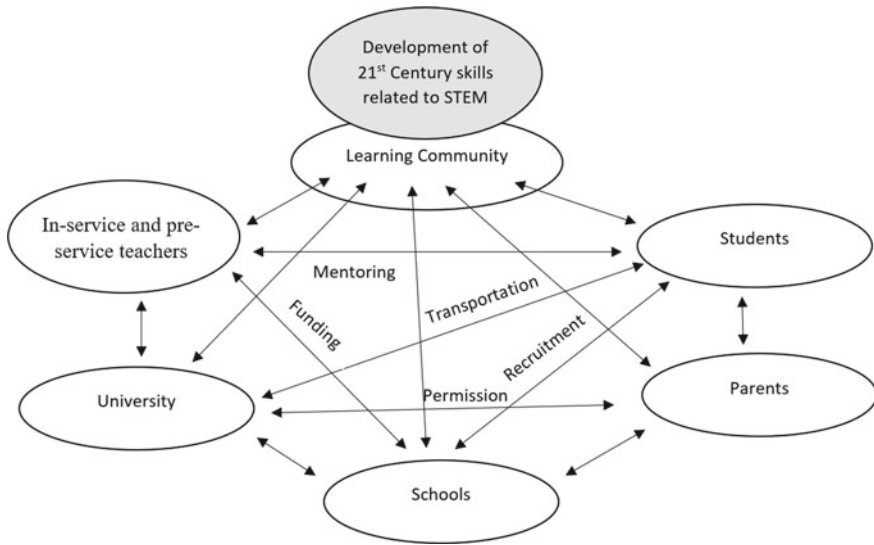 Development of
21st Century skills
related to STEM
Learning Community
In-service and pre-
service teachers
Students
Mentoring
Funding
Transportation
Recruitment
University
Permission
Parents
Schools